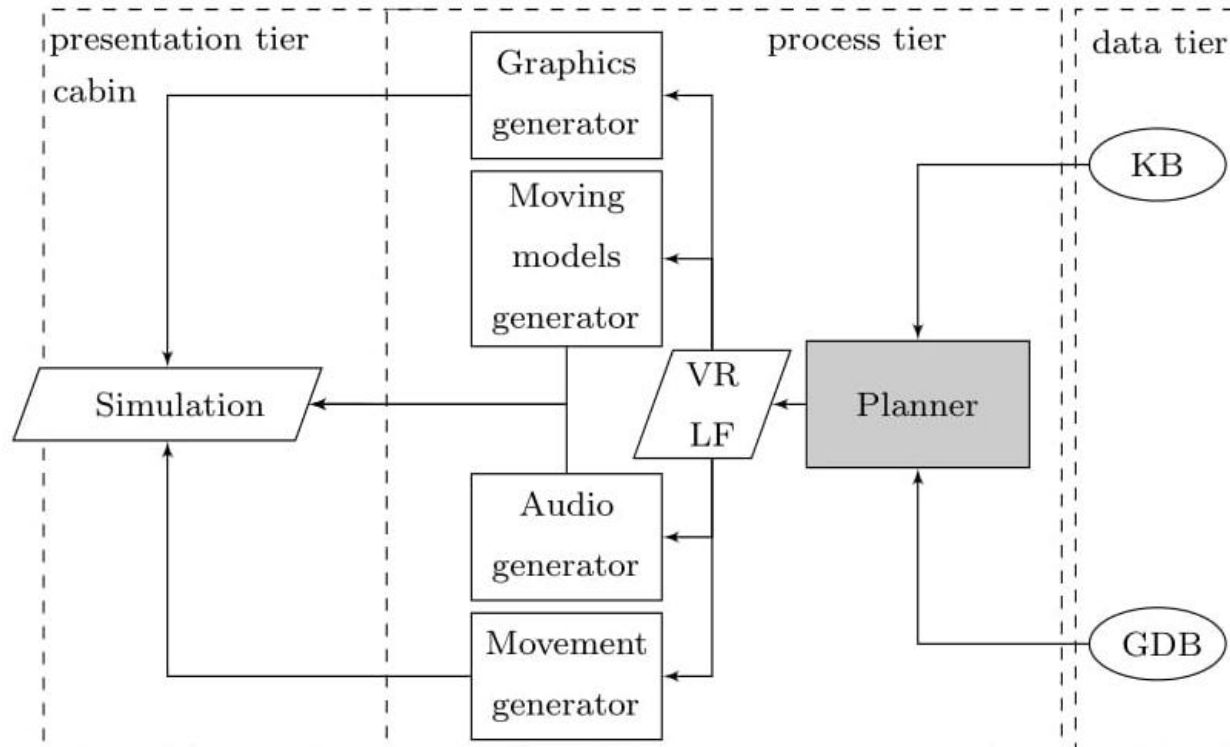 presentation tier
cabin
process tier
data tier
Graphics
generator
Moving
models
generator
KB
Simulation
VR
LF
Planner
Audio
generator
Movement
generator
GDB